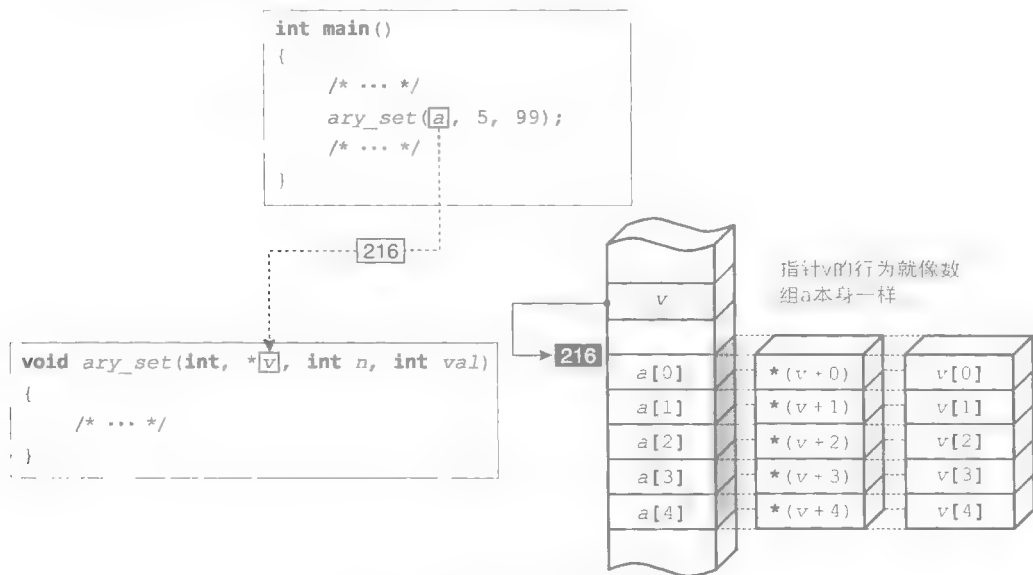 int main()
{
/* ... */
ary_set(a, 5, 99);
/* ... */
}
216
void ary_set(int, *v, int n, int val)
{
/* ... */
}
指针v的行为就像数
组a本身一样
v
216
a[0] *(v+0) v[0]
a[1] *(v+1) v[1]
a[2] *(v+2) v[2]
a[3] *(v+3) v[3]
a[4] *(v+4) v[4]